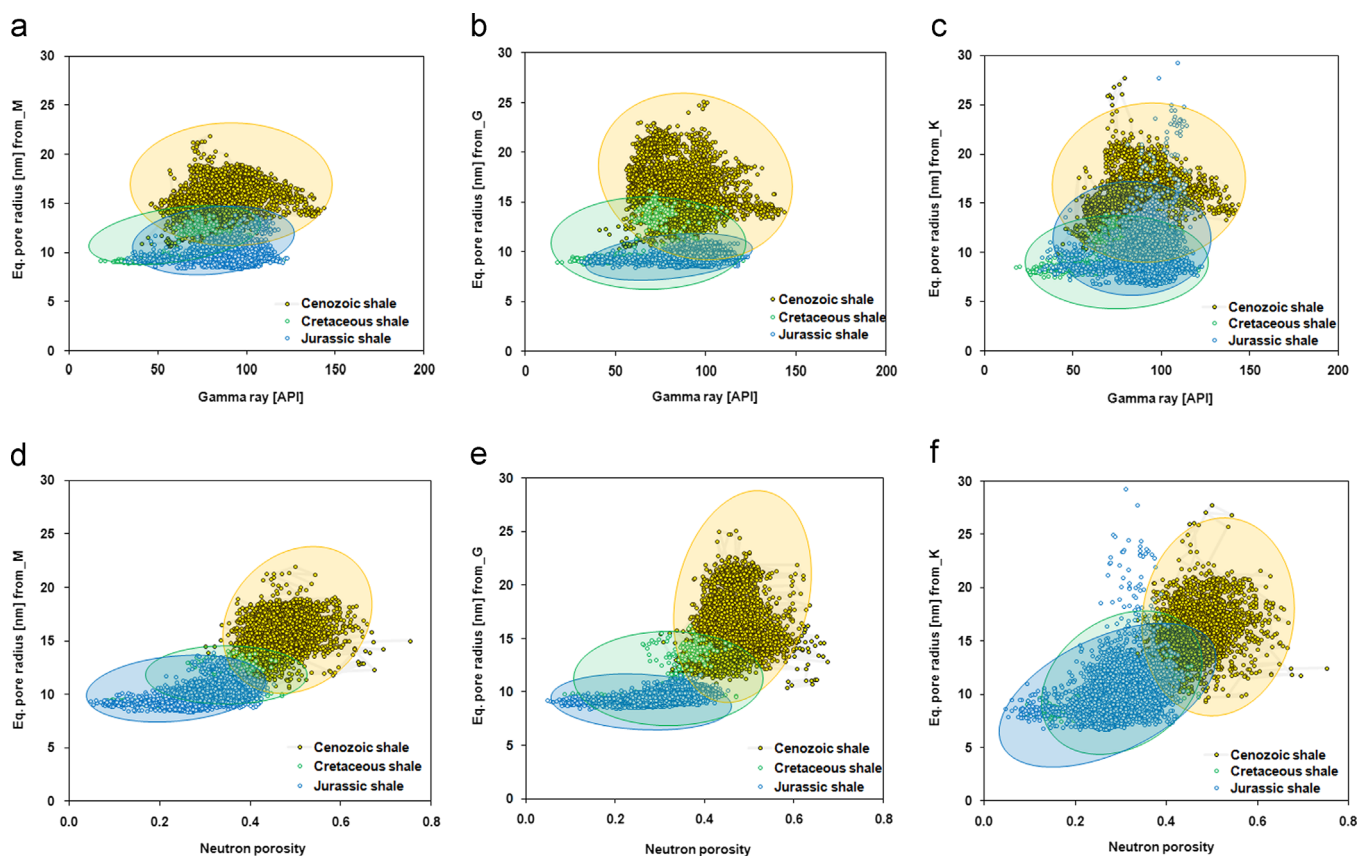 a
Eq. pore radius [nm] from_M
30
25
20
15
10
5
0
Cenozoic shale
Cretaceous shale
Jurassic shale
0 50 100 150 200
Gamma ray [API]
b
Eq. pore radius [nm] from_G
30
25
20
15
10
5
0
Cenozoic shale
Cretaceous shale
Jurassic shale
0 50 100 150 200
Gamma ray [API]
c
Eq. pore radius [nm] from_K
30
25
20
15
10
5
0
Cenozoic shale
Cretaceous shale
Jurassic shale
0 50 100 150 200
Gamma ray [API]
d
Eq. pore radius [nm] from_M
30
25
20
15
10
5
0
Cenozoic shale
Cretaceous shale
Jurassic shale
0.0 0.2 0.4 0.6 0.8
Neutron porosity
e
Eq. pore radius [nm] from_G
30
25
20
15
10
5
0
Cenozoic shale
Cretaceous shale
Jurassic shale
0.0 0.2 0.4 0.6 0.8
Neutron porosity
f
Eq. pore radius [nm] from_K
30
25
20
15
10
5
0
Cenozoic shale
Cretaceous shale
Jurassic shale
0.0 0.2 0.4 0.6 0.8
Neutron porosity